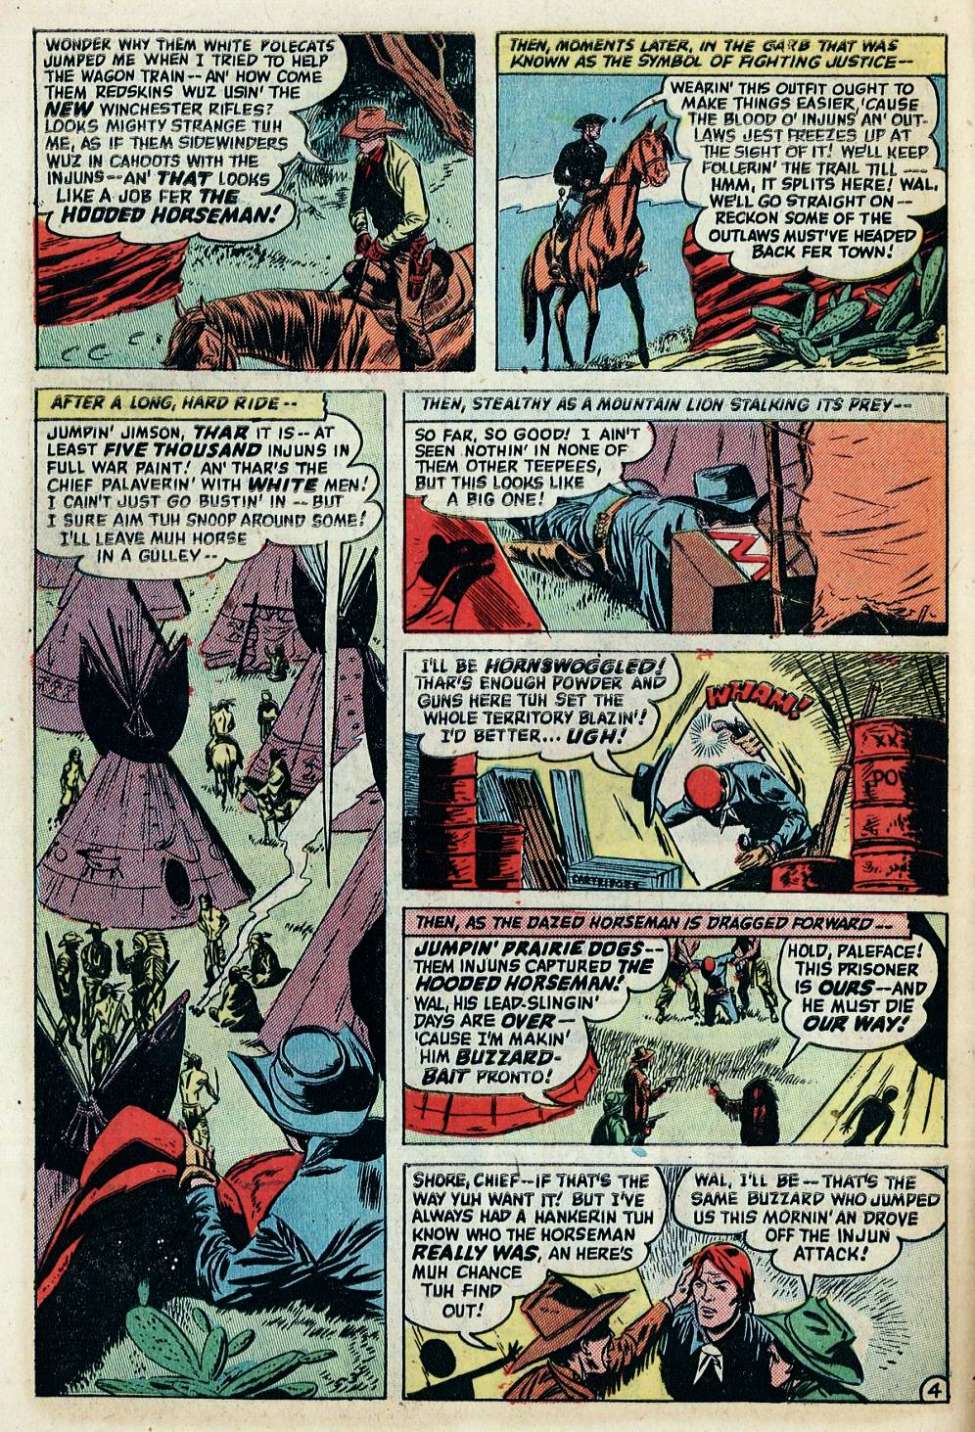 WONDER WHY THEM WHITE POLECATS
JUMPED ME WHEN I TRIED TO HELP
THE WAGON TRAIN--AN' HOW COME
THEM REDSKINS WUZ USIN' THE
NEW WINCHESTER RIFLES?
LOOKS MIGHTY STRANGE TUH
ME, AS IF THEM SIDEWINDERS
WUZ IN CAHOOTS WITH THE
INJUNS--AN' THAT LOOKS
LIKE A JOB FER THE
HOODED HORSEMAN!
THEN, MOMENTS LATER, IN THE GARB THAT WAS
KNOWN AS THE SYMBOL OF FIGHTING JUSTICE--
WEARIN' THIS OUTFIT OUGHT TO
MAKE THINGS EASIER, 'CAUSE
THE BLOOD O' INJUNS AN' OUT-
LAWS JEST FREEZES UP AT
THE SIGHT OF IT! WE'LL KEEP
FOLLERIN' THE TRAIL TILL ----
HMM, IT SPLITS HERE! WAL,
WE'LL GO STRAIGHT ON--
RECKON SOME OF THE
OUTLAWS MUST'VE HEADED
BACK FER TOWN!
AFTER A LONG, HARD RIDE--
JUMPIN' JIMSON, THAR IT IS--AT
LEAST FIVE THOUSAND INJUNS IN
FULL WAR PAINT! AN' THAR'S THE
CHIEF PALAVERIN' WITH WHITE MEN!
I CAIN'T JUST GO BUSTIN' IN--BUT
I SURE AIM TUH SNOOP AROUND SOME!
I'LL LEAVE MUH HORSE
IN A GULLEY--
THEN, STEALTHY AS A MOUNTAIN LION STALKING ITS PREY--
SO FAR, SO GOOD! I AIN'T
SEEN NOTHIN' IN NONE OF
THEM OTHER TEEPEES,
BUT THIS LOOKS LIKE
A BIG ONE!
I'LL BE HORNSWOGGLED!
THAR'S ENOUGH POWDER AND
GUNS HERE TUH SET THE
WHOLE TERRITORY BLAZIN'!
I'D BETTER... UGH!
WHAM!
XX
PO
CARTRIDGES
THEN, AS THE DAZED HORSEMAN IS DRAGGED FORWARD--
JUMPIN' PRAIRIE DOGS--
THEM INJUNS CAPTURED THE
HOODED HORSEMAN!
WAL, HIS LEAD-SLINGIN'
DAYS ARE OVER--
'CAUSE I'M MAKIN'
HIM BUZZARD-
BAIT PRONTO!
HOLD, PALEFACE!
THIS PRISONER
IS OURS--AND
HE MUST DIE
OUR WAY!
SHORE, CHIEF--IF THAT'S THE
WAY YUH WANT IT! BUT I'VE
ALWAYS HAD A HANKERIN TUH
KNOW WHO THE HORSEMAN
REALLY WAS, AN HERE'S
MUH CHANCE
TUH FIND
OUT!
WAL, I'LL BE--THAT'S THE
SAME BUZZARD WHO JUMPED
US THIS MORNIN' AN DROVE
OFF THE INJUN
ATTACK!
4